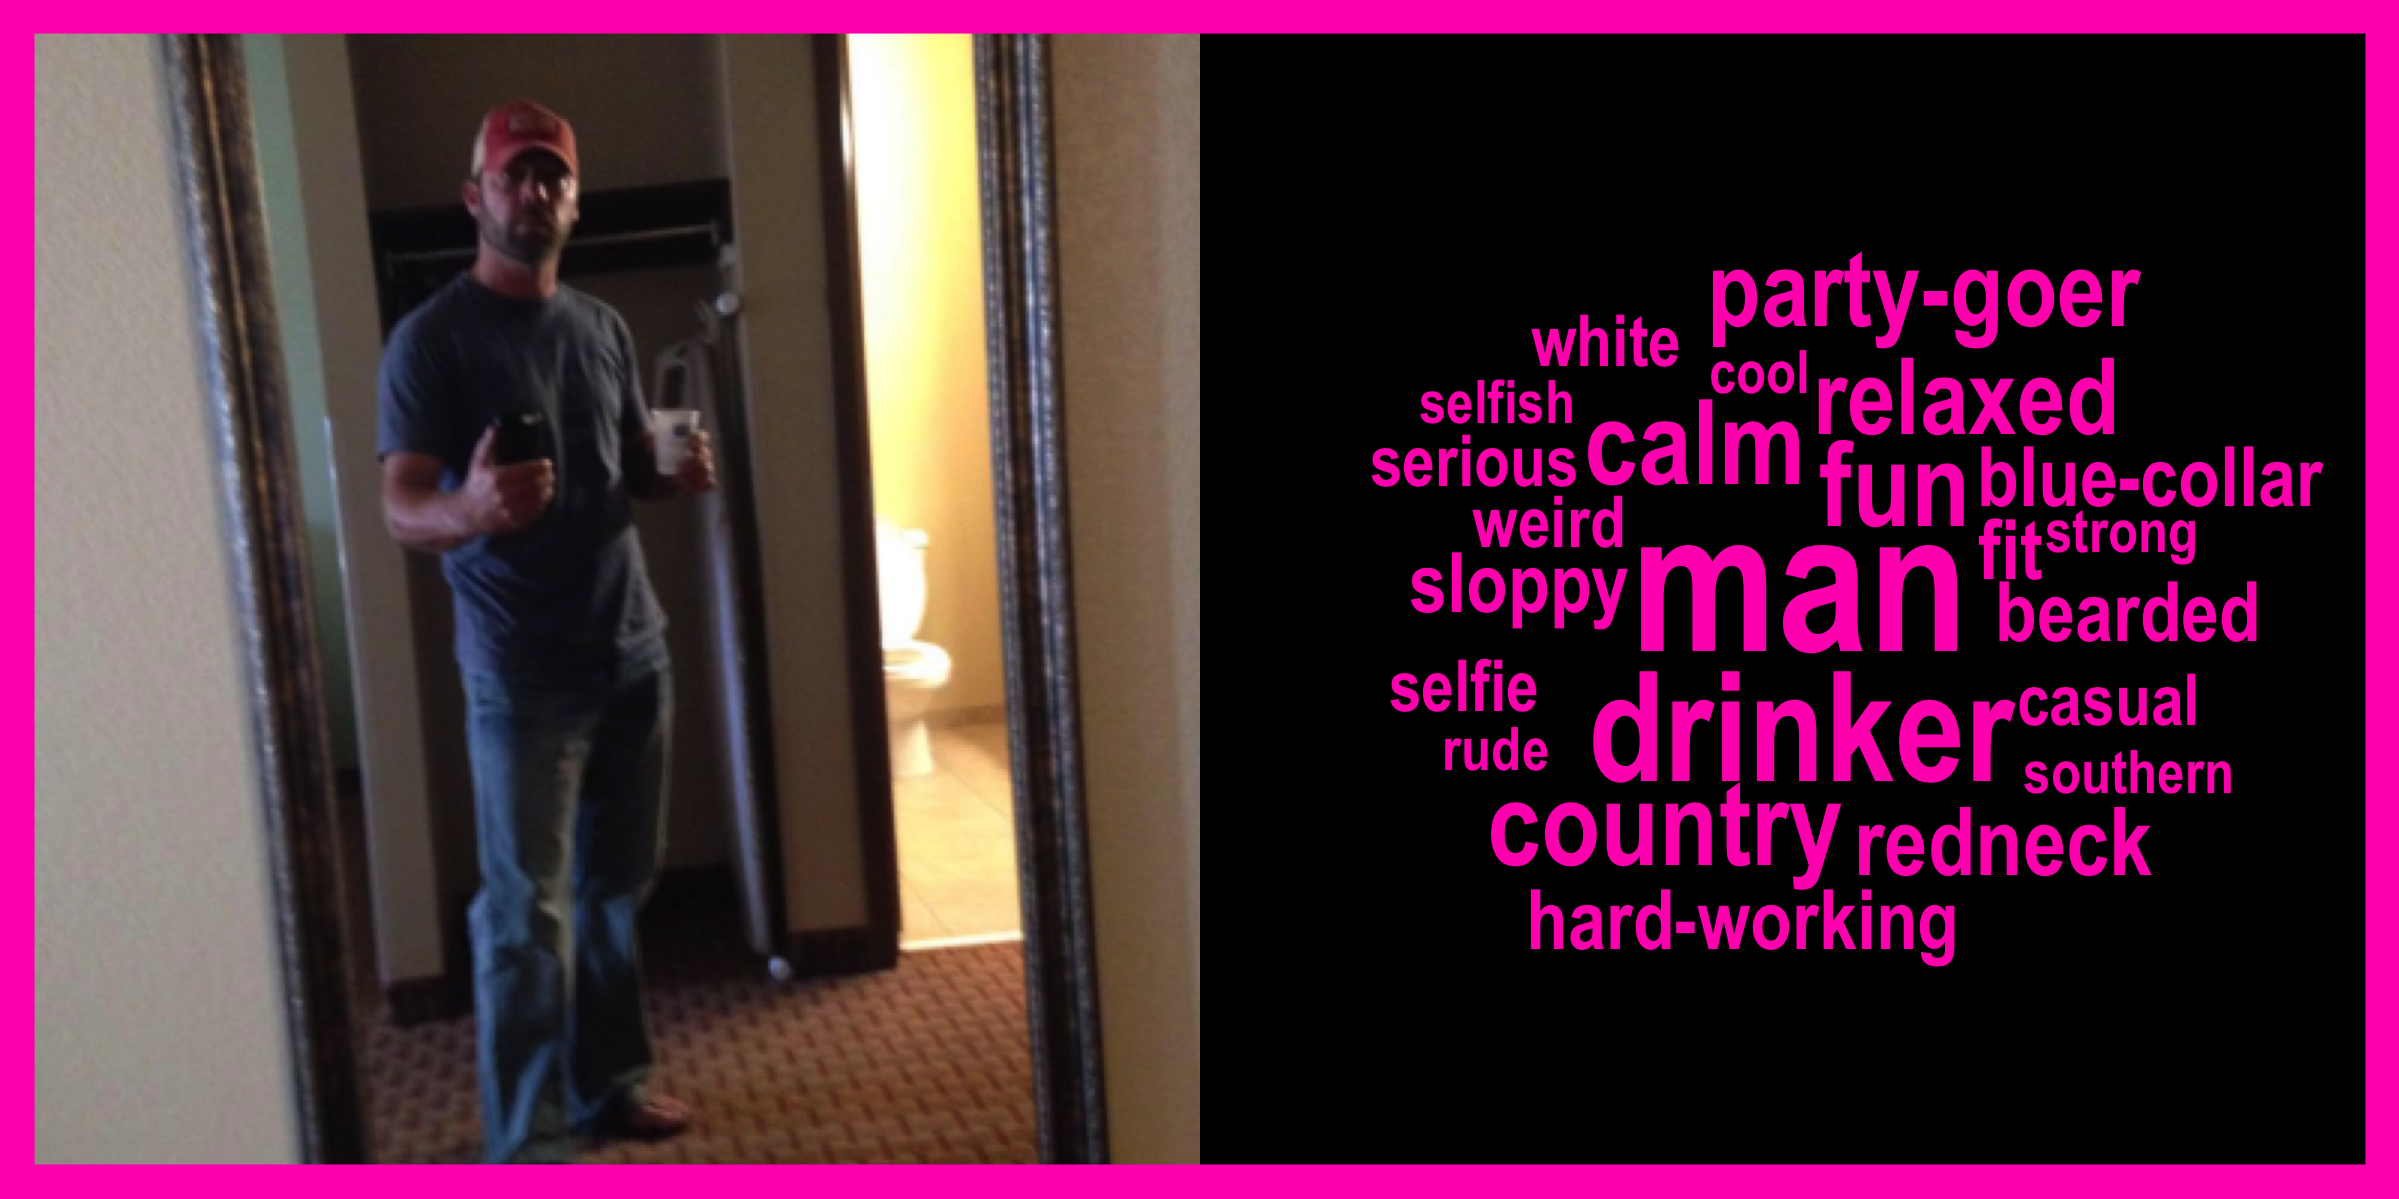 party-goer
white
cool
relaxed
selfish
calm
serious
fun
blue-collar
weird
fit
strong
man
sloppy
bearded
selfie
drinker
casual
rude
southern
country
redneck
hard-working